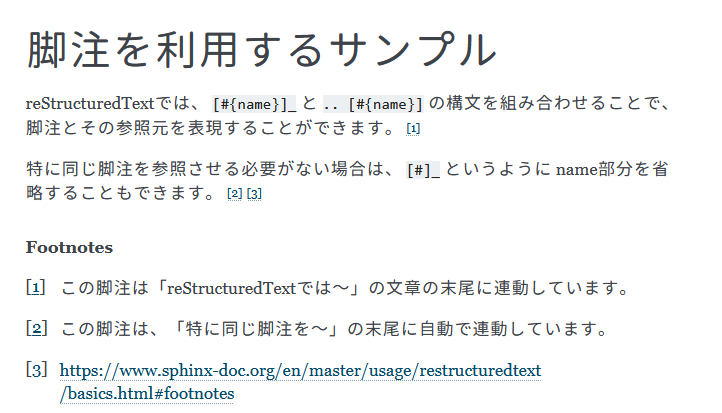 脚注を利用するサンプル
reStructuredTextでは、 [#{name}]_ と .. [#{name}] の構文を組み合わせることで、
脚注とその参照元を表現することができます。 [1]
特に同じ脚注を参照させる必要がない場合は、 [#]_ というように name部分を省
略することもできます。 [2] [3]
Footnotes
[1] この脚注は「reStructuredTextでは〜」の文章の末尾に連動しています。
[2] この脚注は、「特に同じ脚注を〜」の末尾に自動で連動しています。
[3] https://www.sphinx-doc.org/en/master/usage/restructuredtext
/basics.html#footnotes